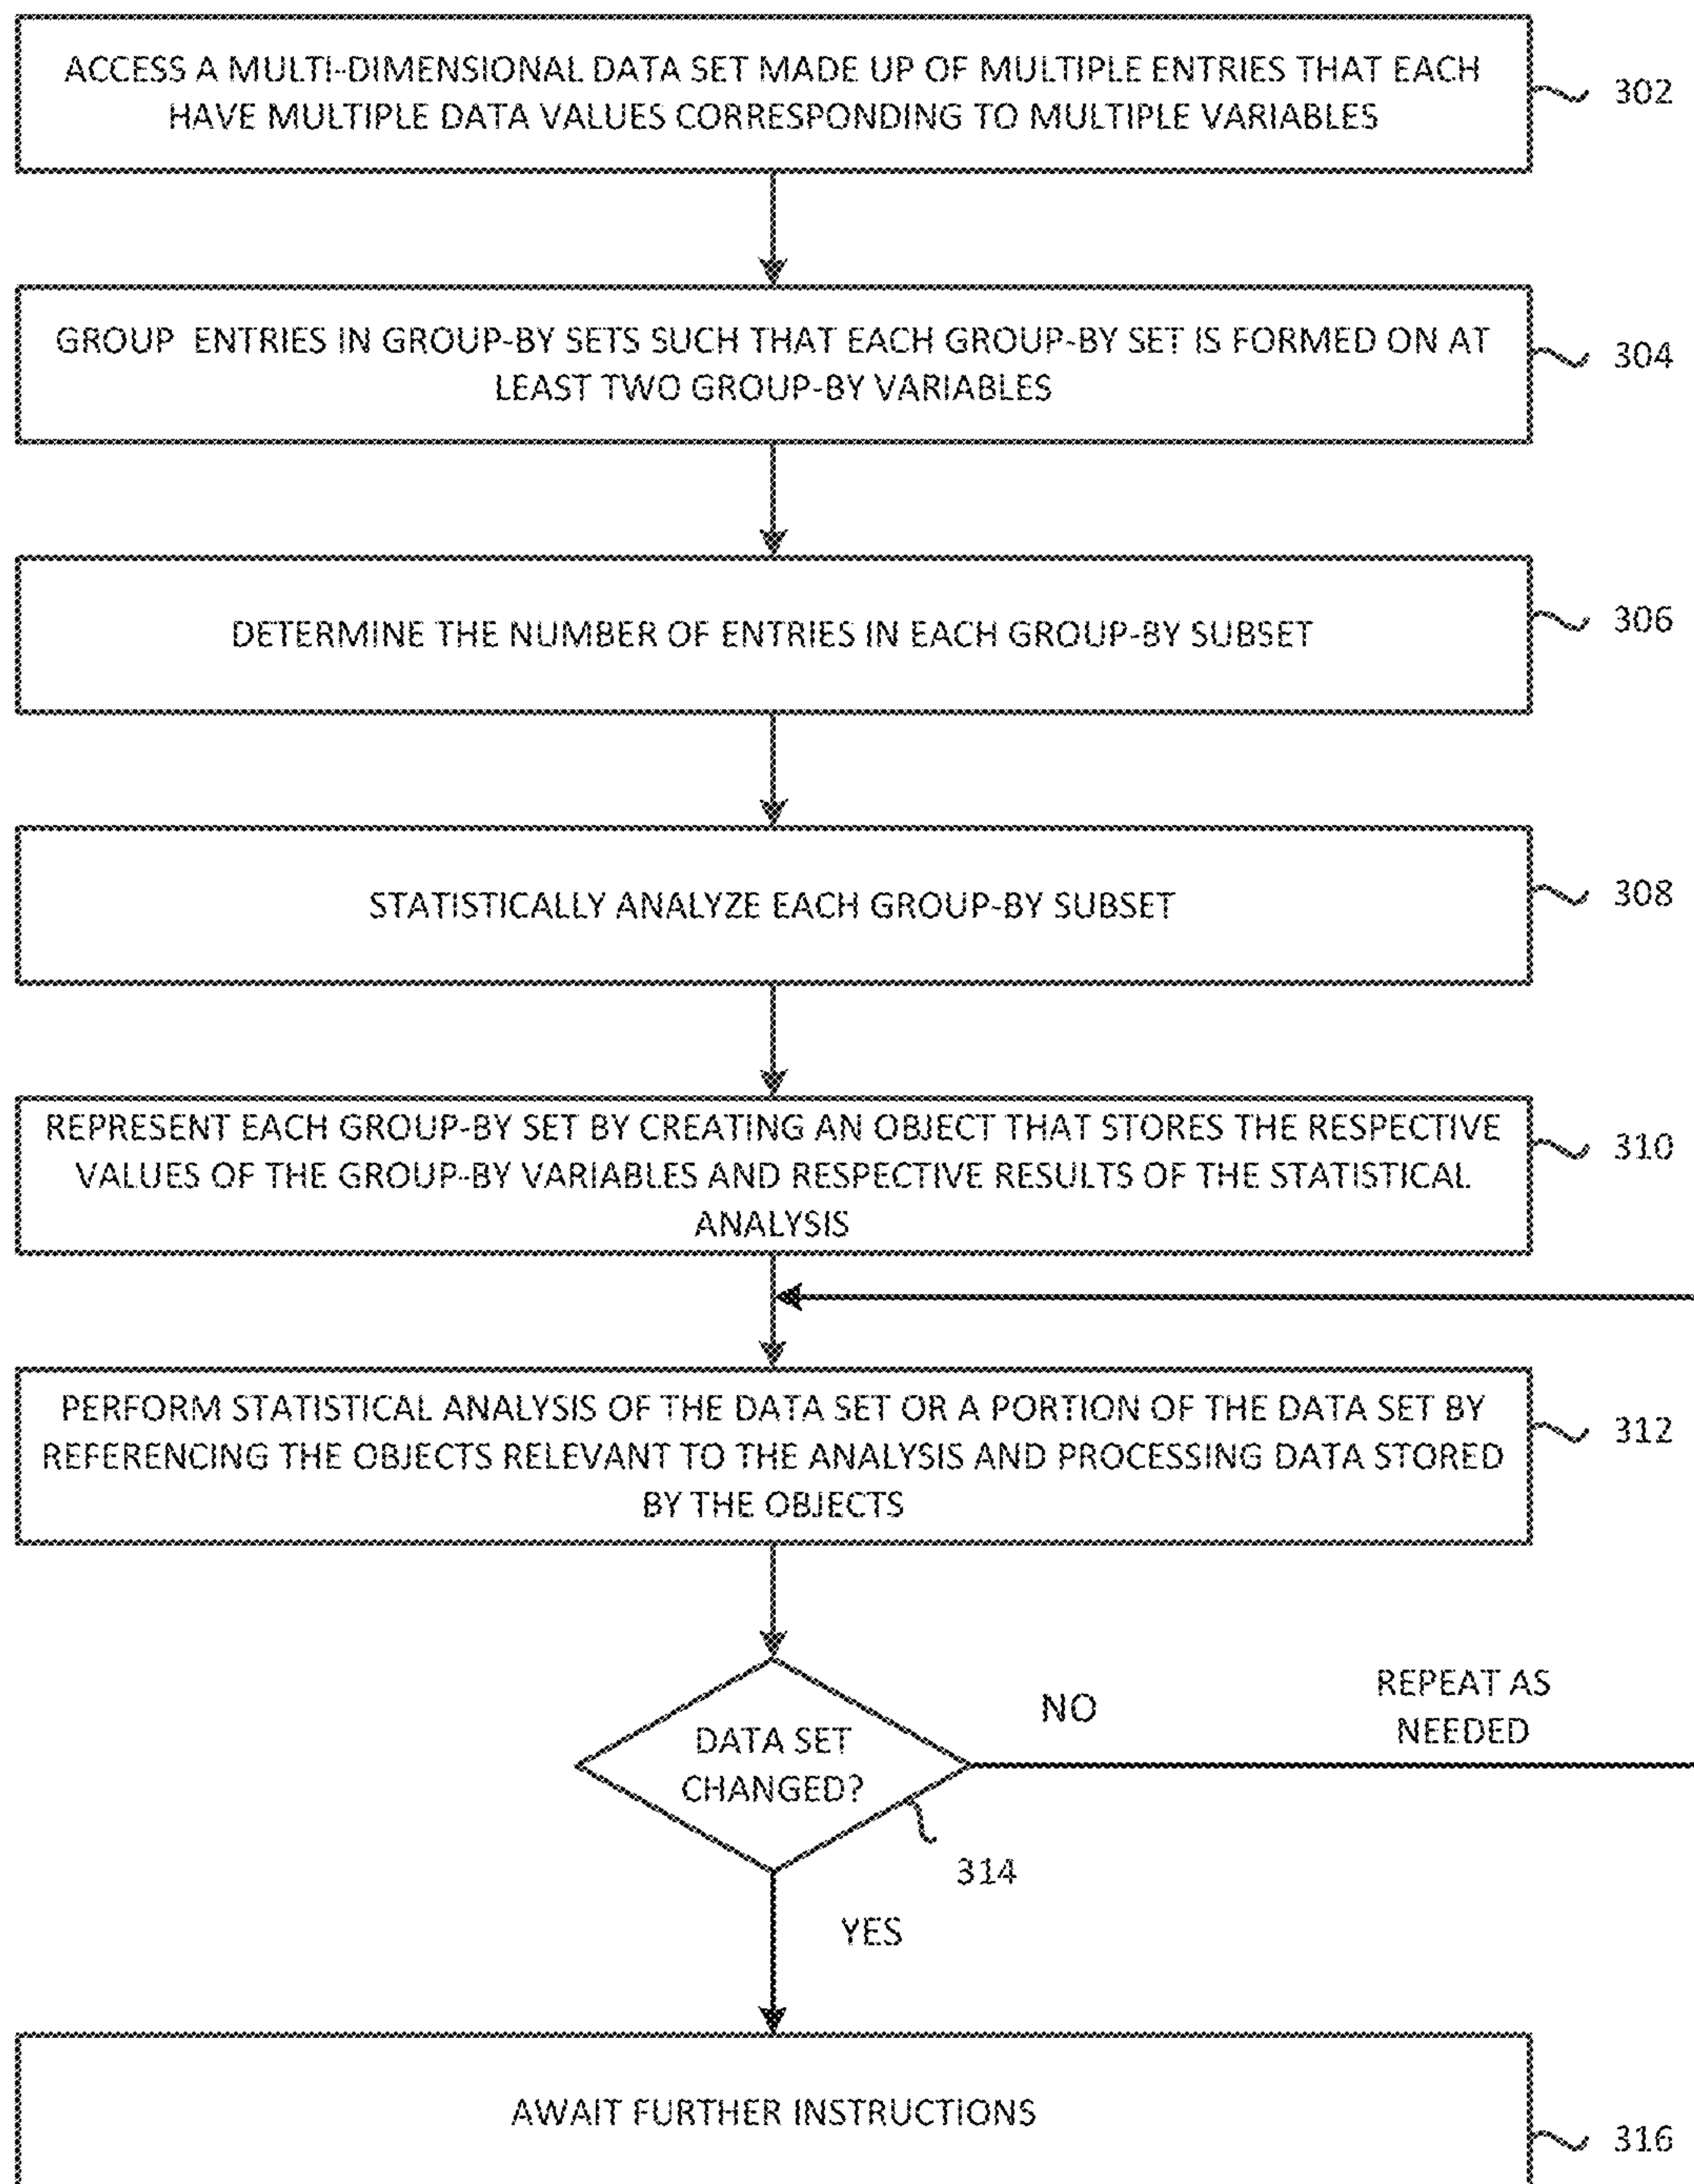 ACCESS A MULTI-DIMENSIONAL DATA SET MADE UP OF MULTIPLE ENTRIES THAT EACH
HAVE MULTIPLE DATA VALUES CORRESPONDING TO MULTIPLE VARIABLES
302
GROUP ENTRIES IN GROUP-BY SETS SUCH THAT EACH GROUP-BY SET IS FORMED ON AT
LEAST TWO GROUP-BY VARIABLES
304
DETERMINE THE NUMBER OF ENTRIES IN EACH GROUP-BY SUBSET
306
STATISTICALLY ANALYZE EACH GROUP-BY SUBSET
308
REPRESENT EACH GROUP-BY SET BY CREATING AN OBJECT THAT STORES THE RESPECTIVE
VALUES OF THE GROUP-BY VARIABLES AND RESPECTIVE RESULTS OF THE STATISTICAL
ANALYSIS
310
PERFORM STATISTICAL ANALYSIS OF THE DATA SET OR A PORTION OF THE DATA SET BY
REFERENCING THE OBJECTS RELEVANT TO THE ANALYSIS AND PROCESSING DATA STORED
BY THE OBJECTS
312
DATA SET
CHANGED?
314
NO
REPEAT AS
NEEDED
YES
AWAIT FURTHER INSTRUCTIONS
316